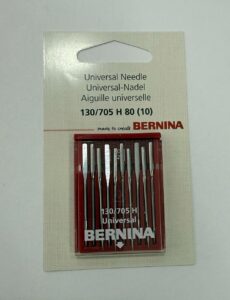 Universal Needle
Universal-Nadel
Aiguille universelle
130/705 H 80 (10)
made to create BERNINA
130/705 H
Universal
BERNINA